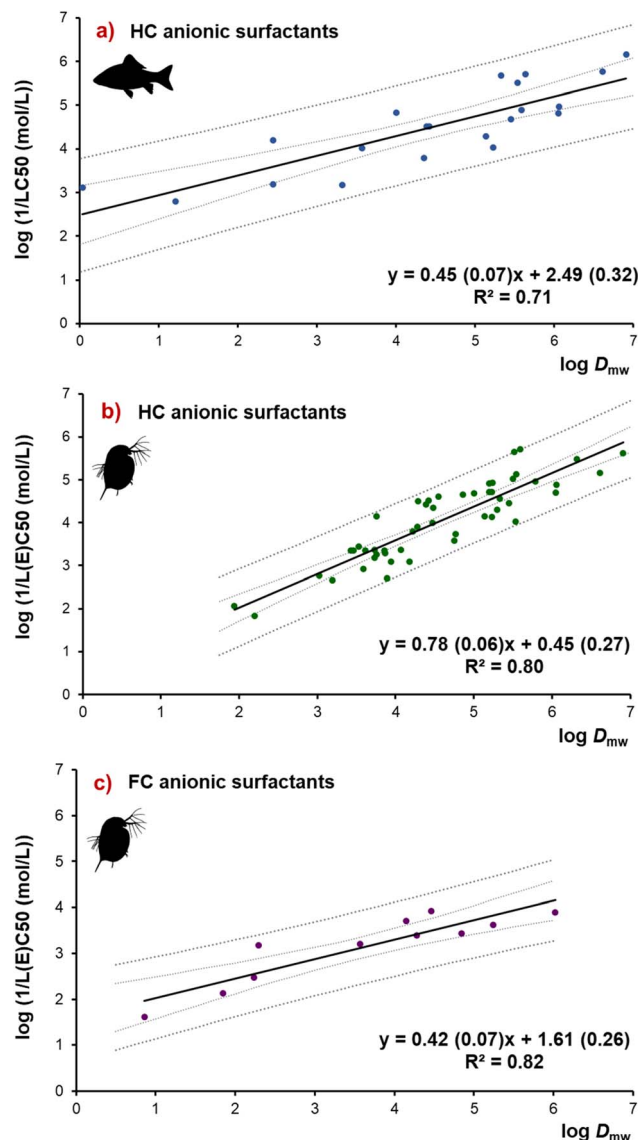 a) HC anionic surfactants
log (1/LC50 (mol/L))
7
6
5
4
3
2
1
0
y = 0.45 (0.07)x + 2.49 (0.32)
R² = 0.71
0 1 2 3 4 5 6 7
log Dmw
b) HC anionic surfactants
log (1/L(E)C50 (mol/L))
7
6
5
4
3
2
1
0
y = 0.78 (0.06)x + 0.45 (0.27)
R² = 0.80
0 1 2 3 4 5 6 7
log Dmw
c) FC anionic surfactants
log (1/L(E)C50 (mol/L))
7
6
5
4
3
2
1
0
y = 0.42 (0.07)x + 1.61 (0.26)
R² = 0.82
0 1 2 3 4 5 6 7
log Dmw